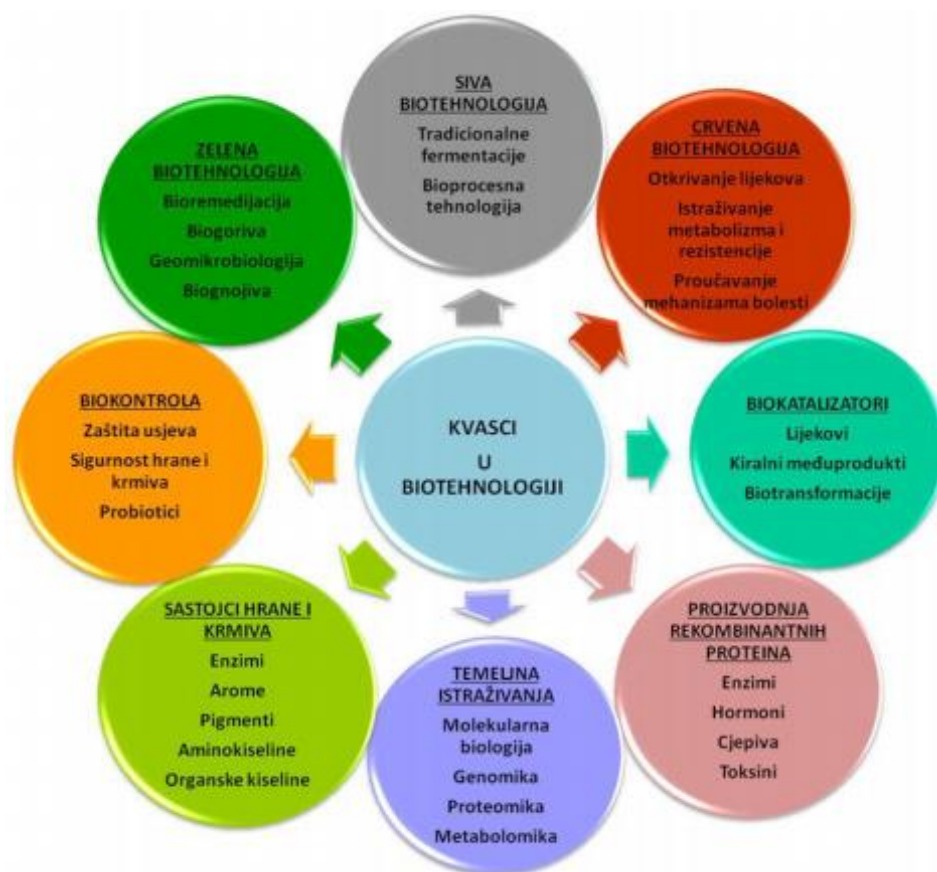 SIVA
BIOTEHNOLOGIJA
Tradicionalne
fermentacije
Bioprocesna
tehnologija
CRVENA
BIOTEHNOLOGIJA
Otkrivanje lijekova
Istraživanje
metabolizma i
rezistencije
Proučavanje
mehanizama bolesti
BIOKATALIZATORI
Lijekovi
Kiralni međuprodukti
Biotransformacije
PROIZVODNJA
REKOMBINANTNIH
PROTEINA
Enzimi
Hormoni
Cjepiva
Toksini
TEMELJNA
ISTRAŽIVANJA
Molekularna
biologija
Genomika
Proteomika
Metabolomika
SASTOJCI HRANE I
KRMIVA
Enzimi
Arome
Pigmenti
Aminokiseline
Organske kiseline
BIOKONTROLA
Zaštita usjeva
Sigurnost hrane i
krmiva
Probiotici
ZELENA
BIOTEHNOLOGIJA
Bioremedijacija
Biogoriva
Geomikrobiologija
Biognojiva
KVASCI
U
BIOTEHNOLOGIJI